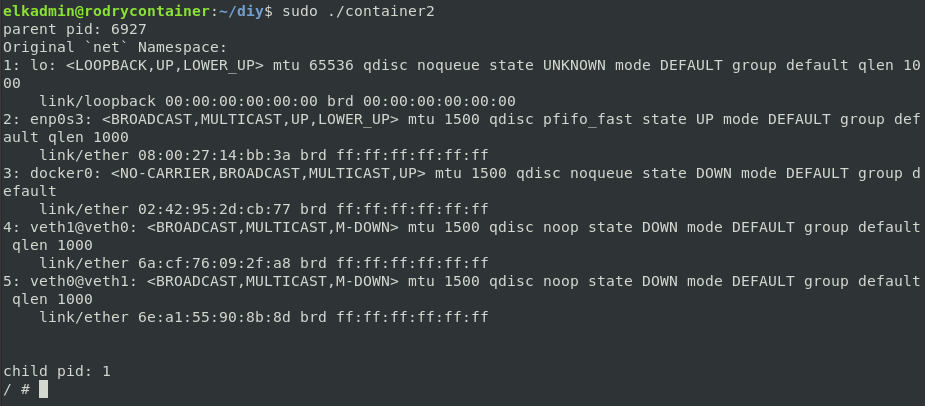 elkadmin@rodrycontainer:~/diy$ sudo ./container2
parent pid: 6927
Original `net` Namespace:
1: lo: <LOOPBACK,UP,LOWER_UP> mtu 65536 qdisc noqueue state UNKNOWN mode DEFAULT group default qlen 10
00
    link/loopback 00:00:00:00:00:00 brd 00:00:00:00:00:00
2: enp0s3: <BROADCAST,MULTICAST,UP,LOWER_UP> mtu 1500 qdisc pfifo_fast state UP mode DEFAULT group def
ault qlen 1000
    link/ether 08:00:27:14:bb:3a brd ff:ff:ff:ff:ff:ff
3: docker0: <NO-CARRIER,BROADCAST,MULTICAST,UP> mtu 1500 qdisc noqueue state DOWN mode DEFAULT group d
efault
    link/ether 02:42:95:2d:cb:77 brd ff:ff:ff:ff:ff:ff
4: veth1@veth0: <BROADCAST,MULTICAST,M-DOWN> mtu 1500 qdisc noop state DOWN mode DEFAULT group default
 qlen 1000
    link/ether 6a:cf:76:09:2f:a8 brd ff:ff:ff:ff:ff:ff
5: veth0@veth1: <BROADCAST,MULTICAST,M-DOWN> mtu 1500 qdisc noop state DOWN mode DEFAULT group default
 qlen 1000
    link/ether 6e:a1:55:90:8b:8d brd ff:ff:ff:ff:ff:ff
child pid: 1
/ #